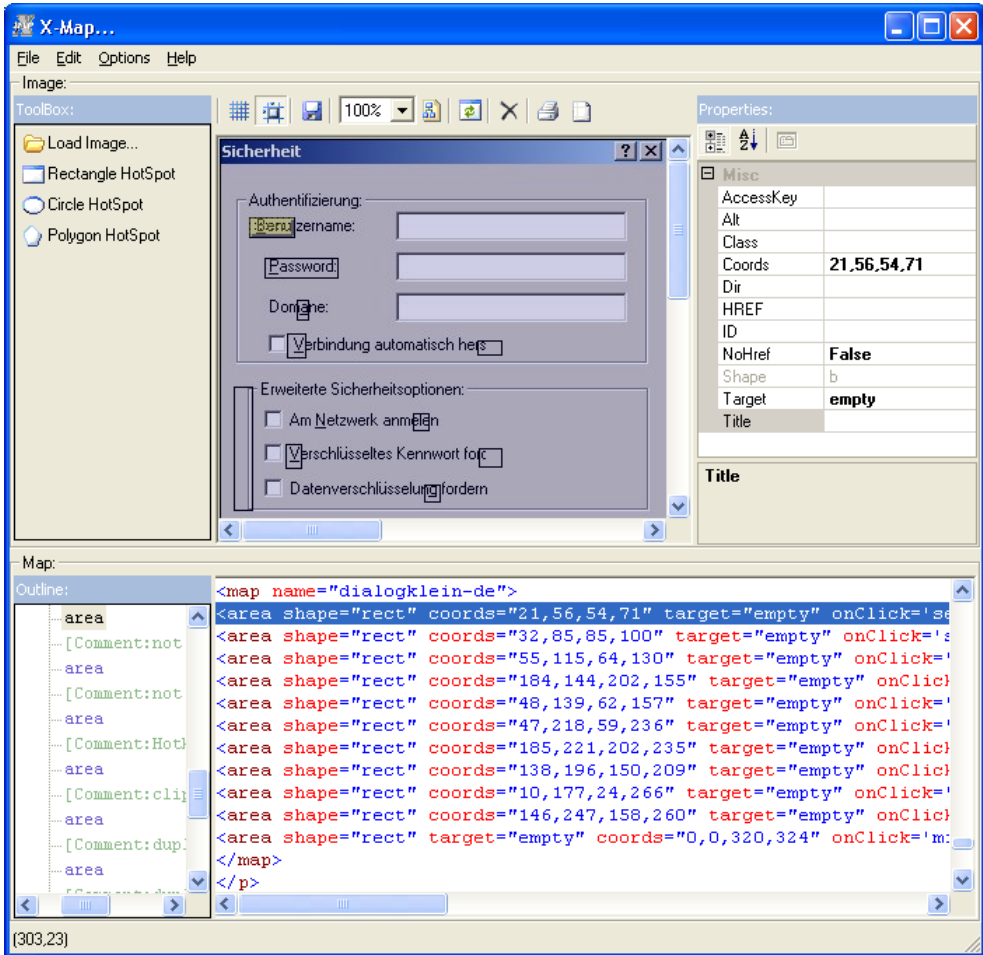 X-Map...
File Edit Options Help
Image:
ToolBox:
Load Image...
Rectangle HotSpot
Circle HotSpot
Polygon HotSpot
100%
Sicherheit
Authentifizierung:
zername:
Password:
Domäne:
Verbindung automatisch hers
Erweiterte Sicherheitsoptionen:
Am Netzwerk anmelden
Verschlüsseltes Kennwort ford
Datenverschlüsselung fordern
Properties:
Misc
AccessKey
Alt
Class
Coords 21,56,54,71
Dir
HREF
ID
NoHref False
Shape b
Target empty
Title
Title
Map:
Outline:
area
[Comment:not
area
[Comment:not
area
[Comment:Hotk
area
[Comment:clip
area
[Comment:dupl
area
<map name="dialogklein-de">
<area shape="rect" coords="21,56,54,71" target="empty" onClick='se
<area shape="rect" coords="32,85,85,100" target="empty" onClick='s
<area shape="rect" coords="55,115,64,130" target="empty" onClick='
<area shape="rect" coords="184,144,202,155" target="empty" onClick
<area shape="rect" coords="48,139,62,157" target="empty" onClick='
<area shape="rect" coords="47,218,59,236" target="empty" onClick='
<area shape="rect" coords="185,221,202,235" target="empty" onClick
<area shape="rect" coords="138,196,150,209" target="empty" onClick
<area shape="rect" coords="10,177,24,266" target="empty" onClick='
<area shape="rect" coords="146,247,158,260" target="empty" onClick
<area shape="rect" target="empty" coords="0,0,320,324" onClick='m
</map>
</p>
(303,23)